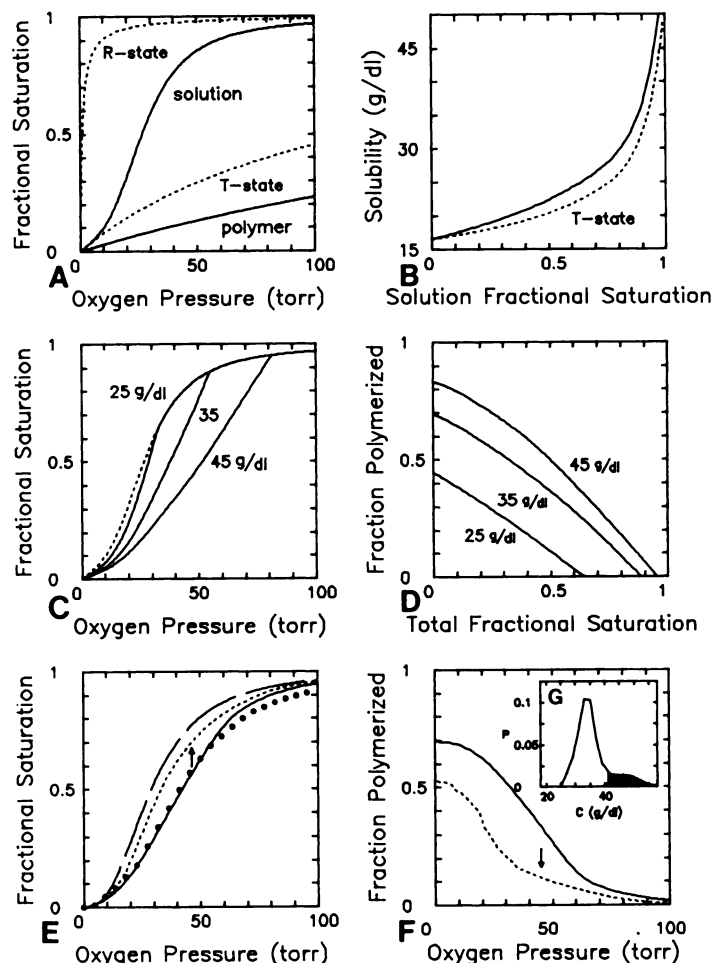 Fractional Saturation
1
0.5
0
R-state
solution
T-state
polymer
0 50 100
A
Oxygen Pressure (torr)
Solubility (g/dl)
45
30
15
T-state
0 0.5 1
B
Solution Fractional Saturation
Fractional Saturation
1
0.5
0
25 g/dl
35
45 g/dl
0 50 100
C
Oxygen Pressure (torr)
Fraction Polymerized
1
0.5
0
45 g/dl
35 g/dl
25 g/dl
0 0.5 1
D
Total Fractional Saturation
Fractional Saturation
1
0.5
0
0 50 100
E
Oxygen Pressure (torr)
Fraction Polymerized
1
0.5
0
G
P
0.1
0.05
0
20 40
C (g/dl)
0 50 100
F
Oxygen Pressure (torr)